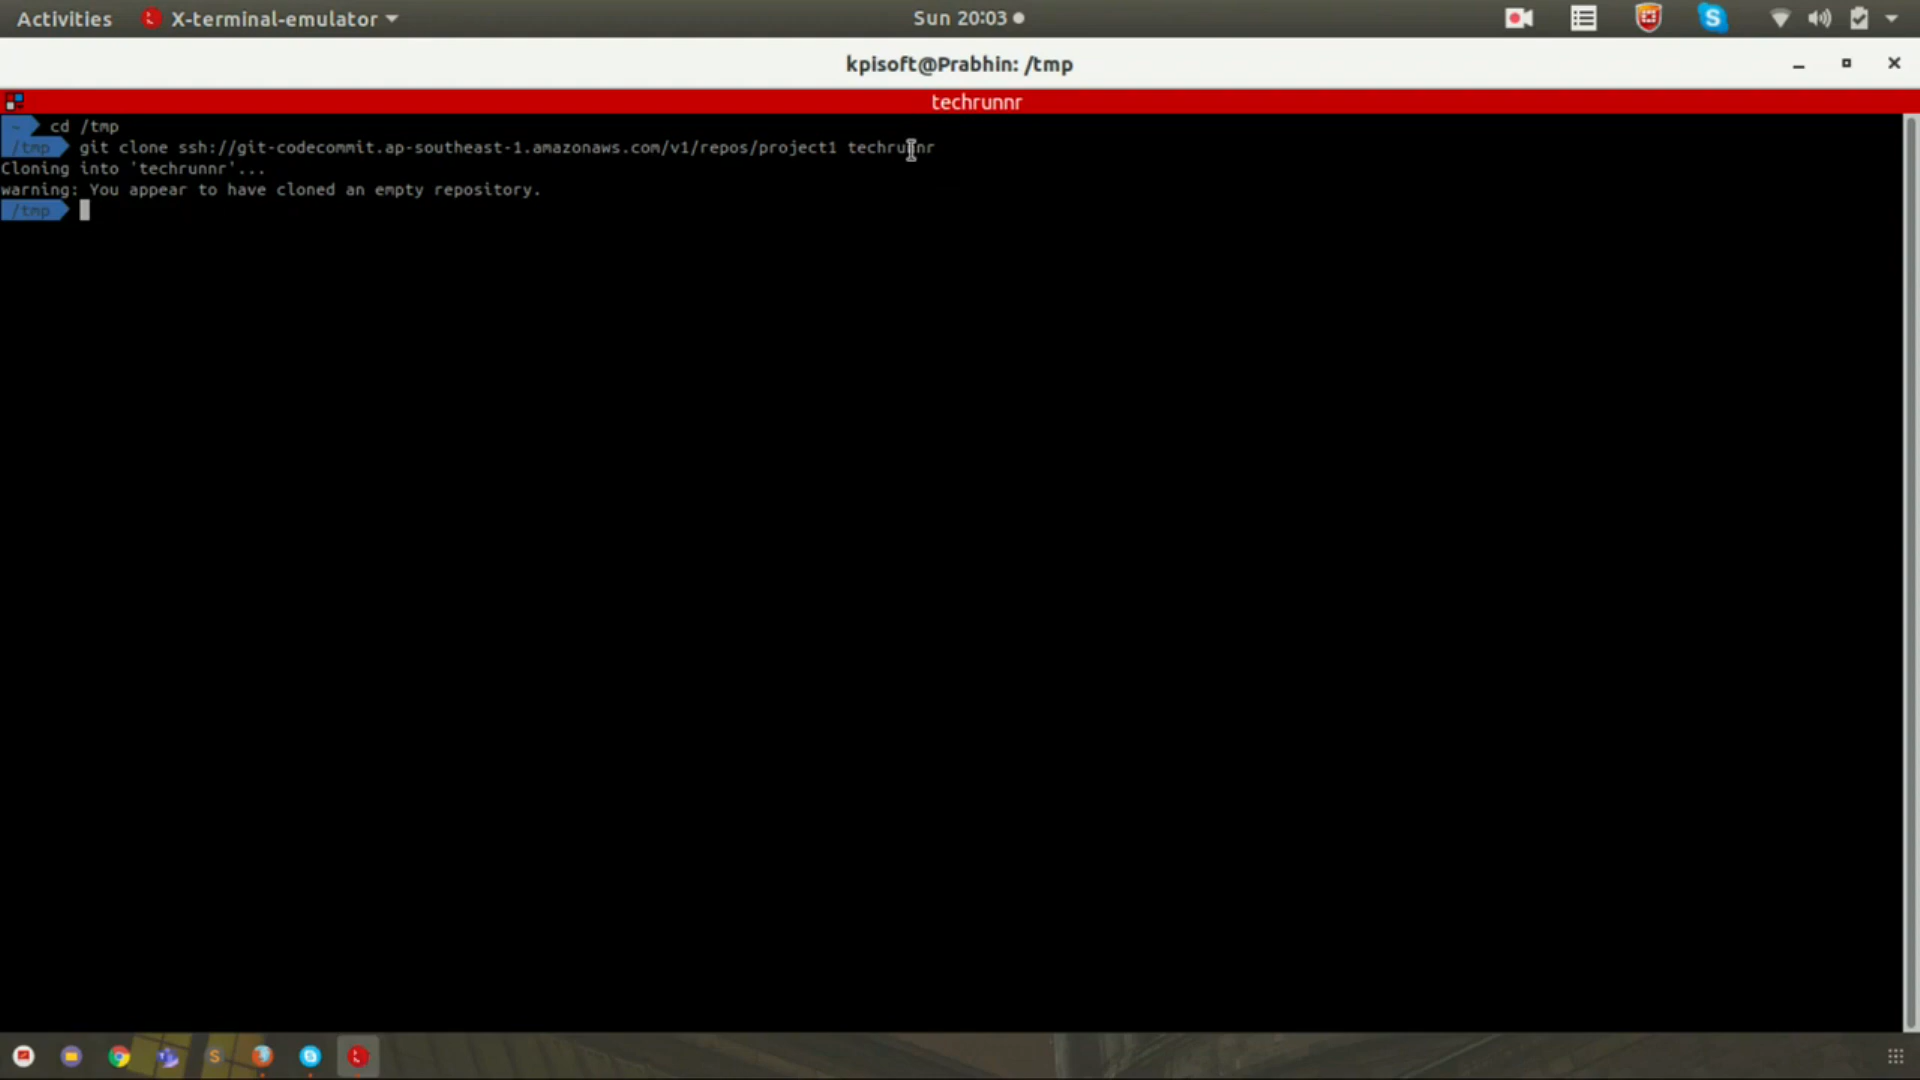 Activities X-terminal-emulator Sun 20:03
kpisoft@Prabhin: /tmp
techrunnr
~ cd /tmp
/tmp git clone ssh://git-codecommit.ap-southeast-1.amazonaws.com/v1/repos/project1 techrunnr
Cloning into 'techrunnr'...
warning: You appear to have cloned an empty repository.
/tmp